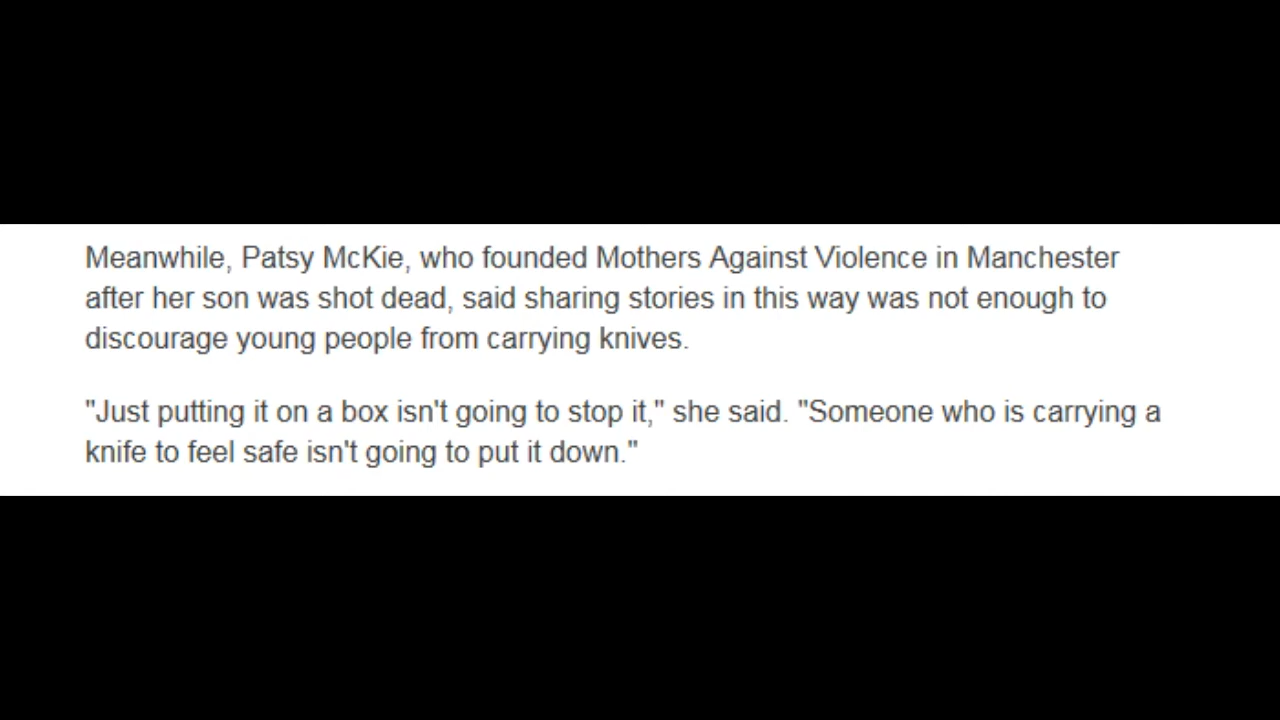 Meanwhile, Patsy McKie, who founded Mothers Against Violence in Manchester
after her son was shot dead, said sharing stories in this way was not enough to
discourage young people from carrying knives.
"Just putting it on a box isn't going to stop it," she said. "Someone who is carrying a
knife to feel safe isn't going to put it down."